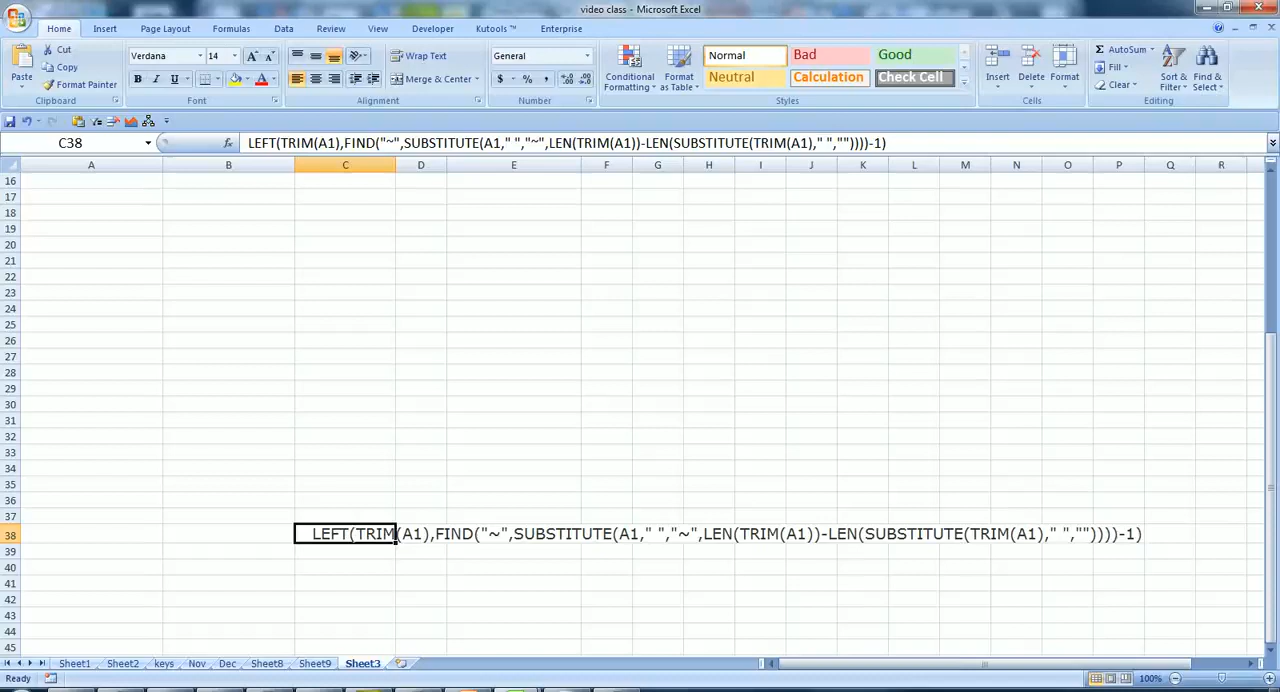 video class - Microsoft Excel
Home Insert Page Layout Formulas Data Review View Developer Kutools ™ Enterprise
Paste Cut Copy Format Painter Clipboard
Verdana 14 B I U Font
Wrap Text Merge & Center Alignment
General $ % , Number
Conditional Formatting Format as Table Normal Bad Good Neutral Calculation Check Cell Styles
Insert Delete Format Cells
Σ AutoSum Fill Clear Sort & Filter Find & Select Editing
C38 fx LEFT(TRIM(A1),FIND("~",SUBSTITUTE(A1," ","~",LEN(TRIM(A1))-LEN(SUBSTITUTE(TRIM(A1)," ",""))))-1)
A B C D E F G H I J K L M N O P Q R
16
17
18
19
20
21
22
23
24
25
26
27
28
29
30
31
32
33
34
35
36
37
38 LEFT(TRIM(A1),FIND("~",SUBSTITUTE(A1," ","~",LEN(TRIM(A1))-LEN(SUBSTITUTE(TRIM(A1)," ",""))))-1)
39
40
41
42
43
44
45
Sheet1 Sheet2 keys Nov Dec Sheet8 Sheet9 Sheet3
Ready 100%